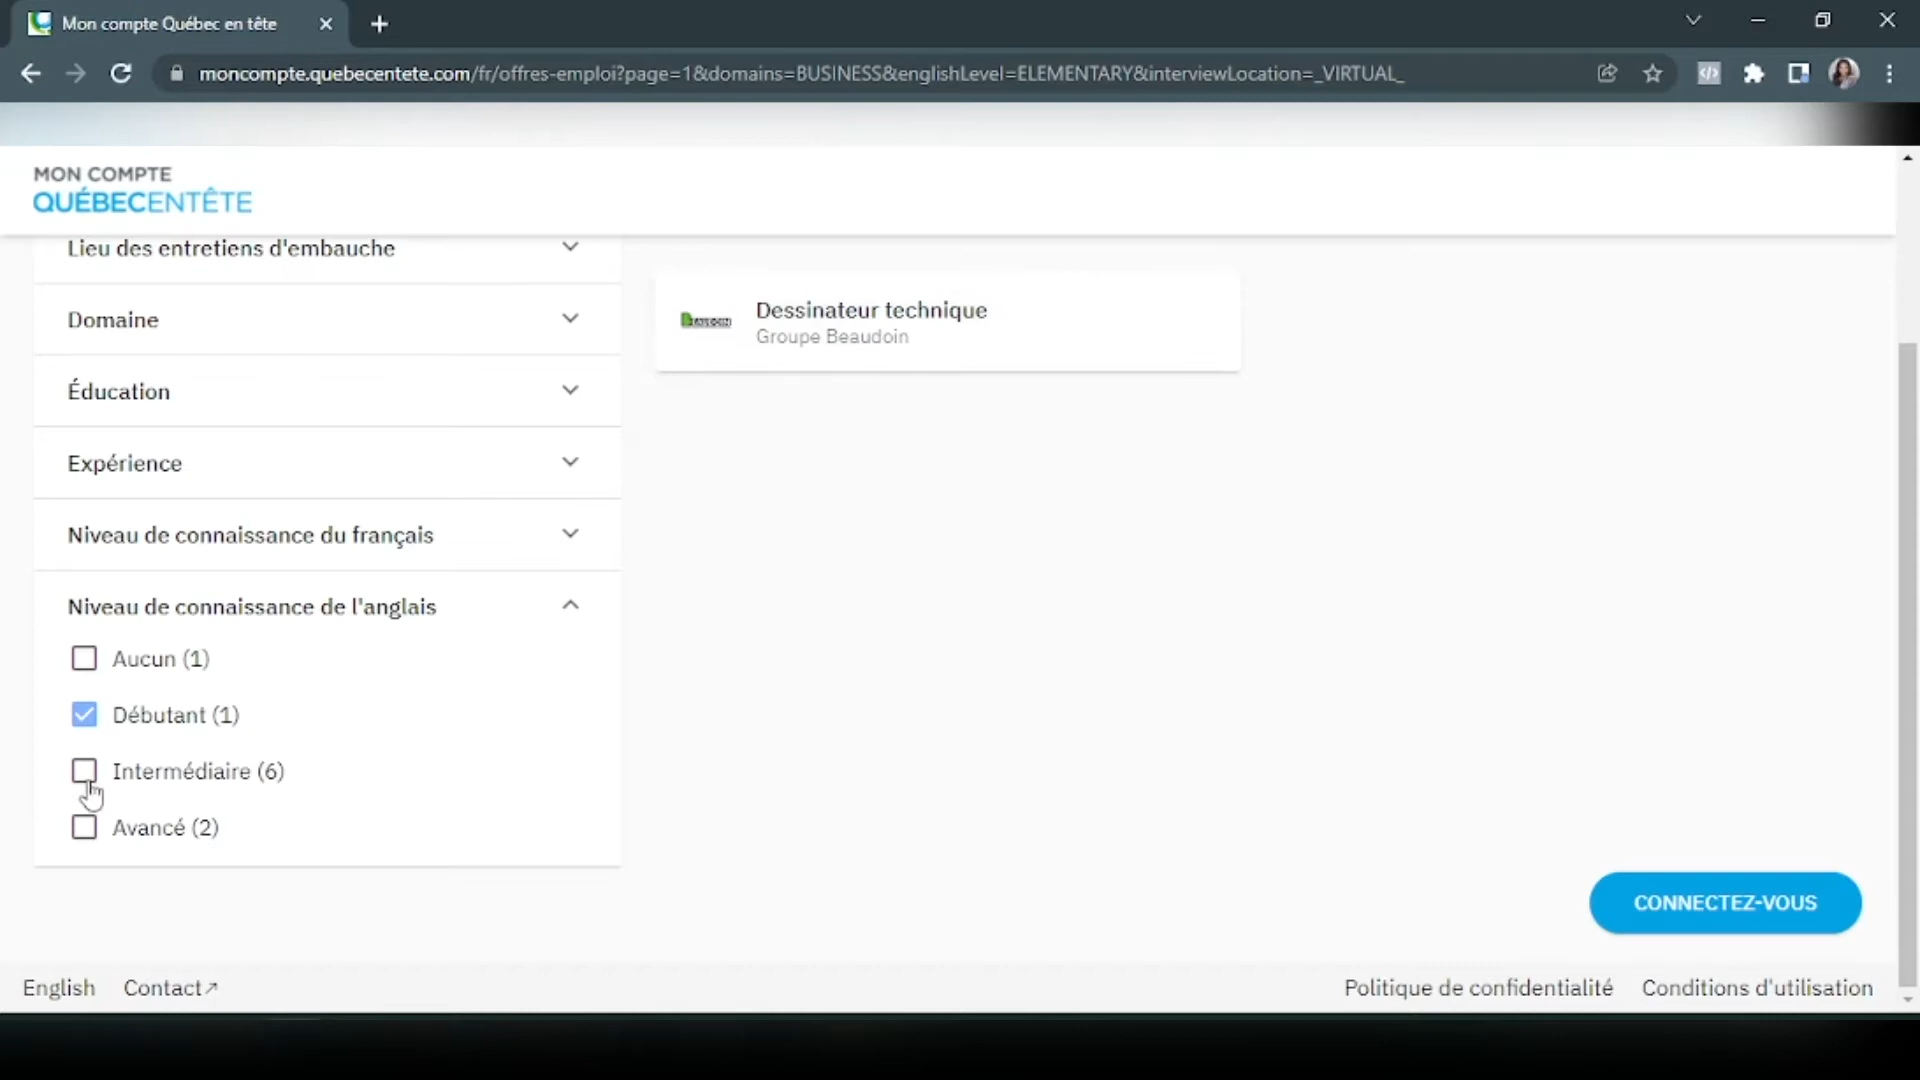 Mon compte Québec en tête
moncompte.quebecentete.com/fr/offres-emploi?page=1&domains=BUSINESS&englishLevel=ELEMENTARY&interviewLocation=_VIRTUAL_
MON COMPTE
QUÉBECENTÊTE
Lieu des entretiens d'embauche
Domaine
Éducation
Expérience
Niveau de connaissance du français
Niveau de connaissance de l'anglais
Aucun (1)
Débutant (1)
Intermédiaire (6)
Avancé (2)
Dessinateur technique
Groupe Beaudoin
CONNECTEZ-VOUS
English Contact↗
Politique de confidentialité Conditions d'utilisation